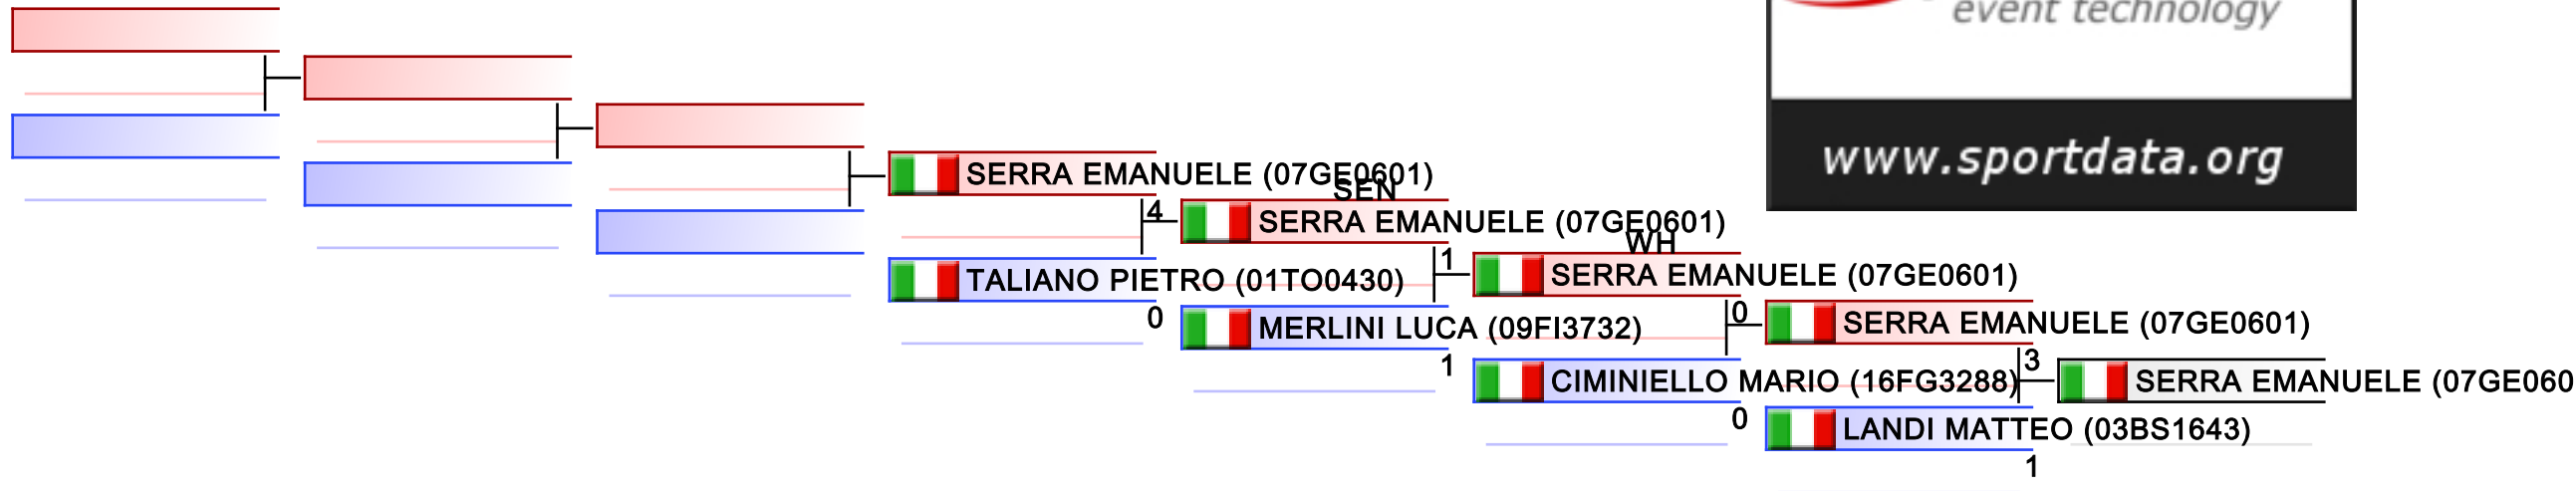 event technology
www.sportdata.org
SERRA EMANUELE (07GE0601)
SEN
4
SERRA EMANUELE (07GE0601)
WH
1
TALIANO PIETRO (01TO0430)
SERRA EMANUELE (07GE0601)
0
0
MERLINI LUCA (09FI3732)
SERRA EMANUELE (07GE0601)
1
3
CIMINIELLO MARIO (16FG3288)
SERRA EMANUELE (07GE060
0
LANDI MATTEO (03BS1643)
1